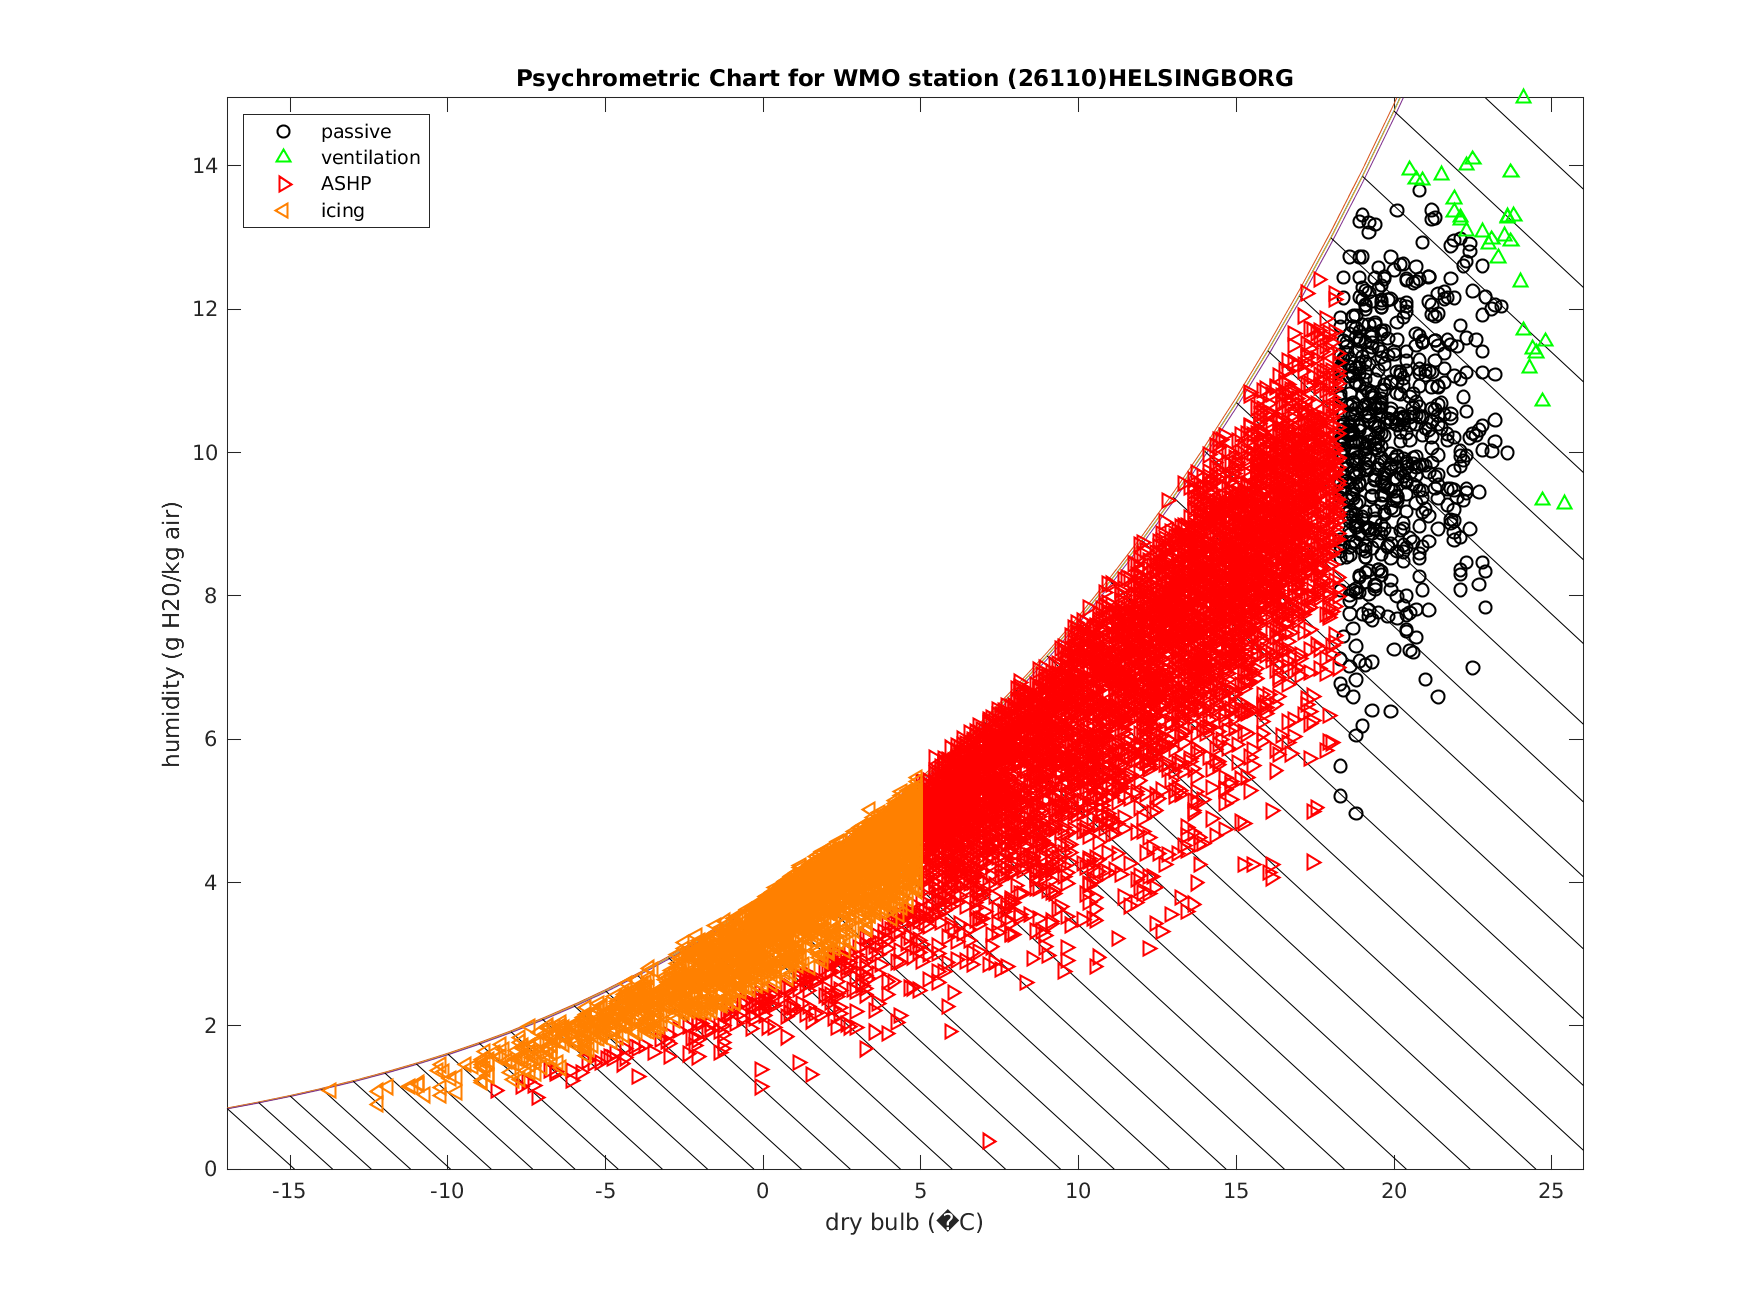 Psychrometric Chart for WMO station (26110)HELSINGBORG
passive
ventilation
ASHP
icing
humidity (g H20/kg air)
14
12
10
8
6
4
2
0
-15 -10 -5 0 5 10 15 20 25
dry bulb (�C)